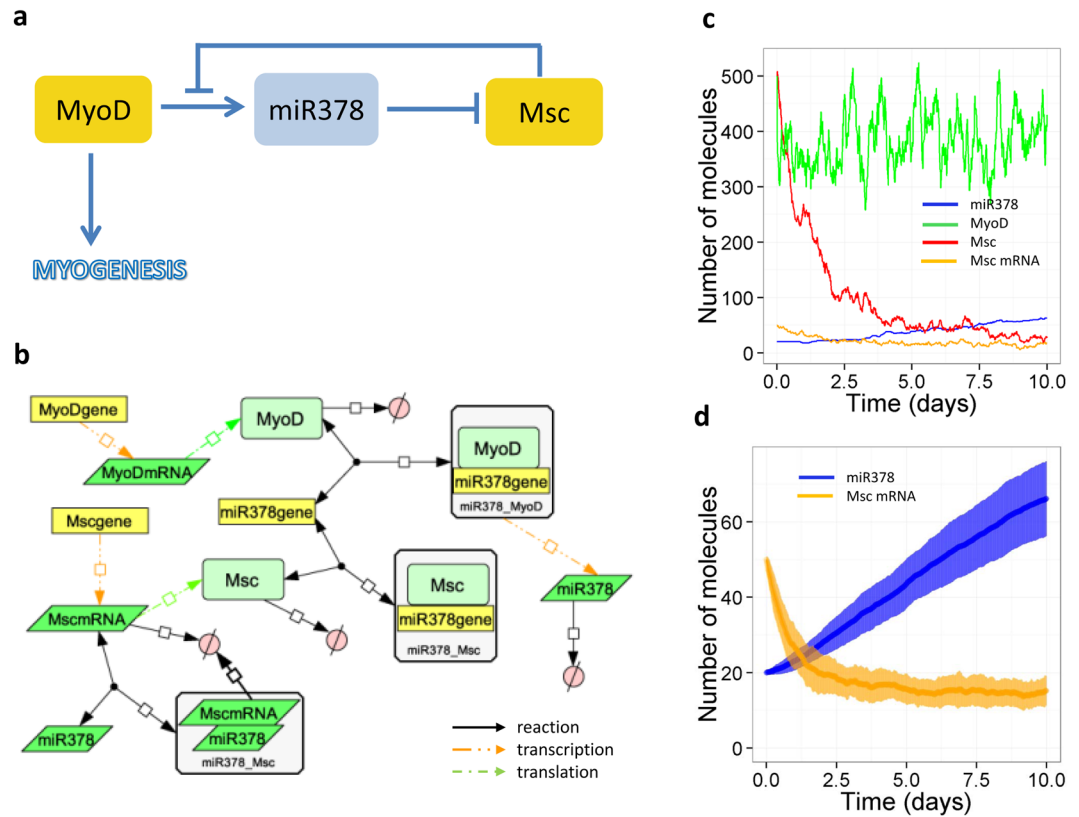 a
MyoD
miR378
Msc
MYOGENESIS
b
MyoDgene
MyoDmRNA
MyoD
MyoD
miR378gene
miR378_MyoD
miR378gene
Mscgene
MscmRNA
Msc
Msc
miR378gene
miR378_Msc
miR378
miR378
MscmRNA
miR378
miR378_Msc
reaction
transcription
translation
c
Number of molecules
500
400
300
200
100
0
miR378
MyoD
Msc
Msc mRNA
0.0 2.5 5.0 7.5 10.0
Time (days)
d
Number of molecules
60
40
20
0
miR378
Msc mRNA
0.0 2.5 5.0 7.5 10.0
Time (days)